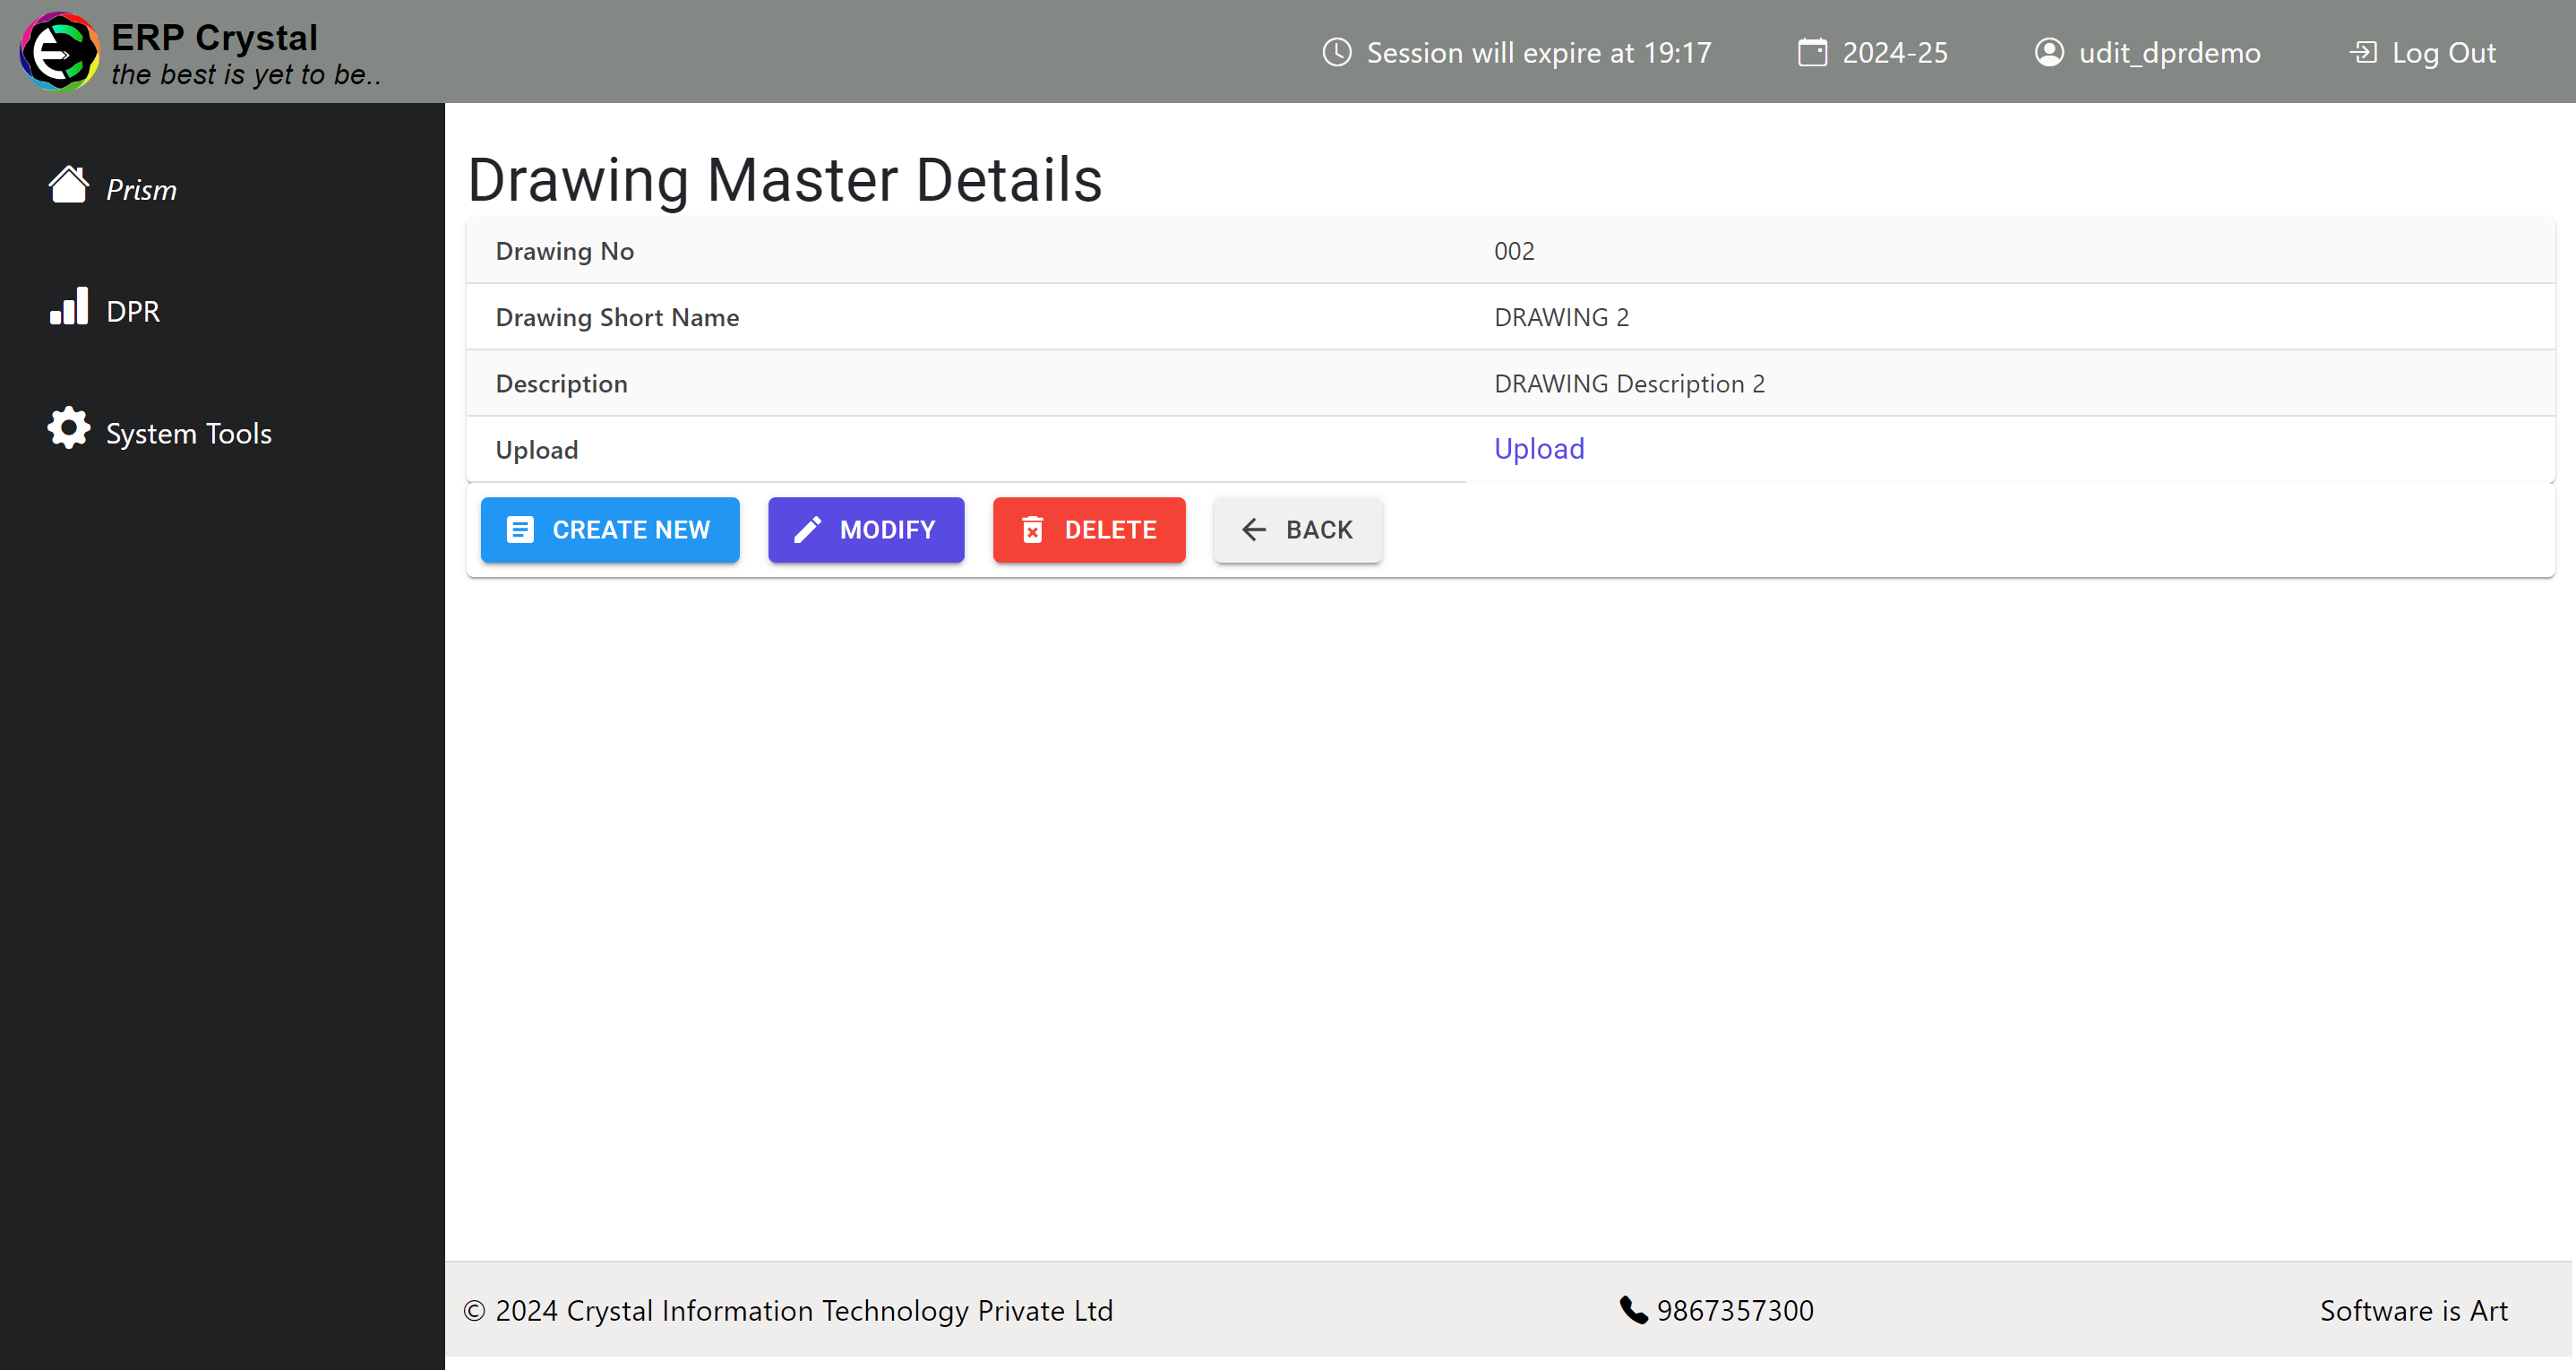 ERP Crystal
the best is yet to be..
Session will expire at 19:17
2024-25
udit_dprdemo
Log Out
Prism
DPR
System Tools
Drawing Master Details
Drawing No 002
Drawing Short Name DRAWING 2
Description DRAWING Description 2
Upload Upload
CREATE NEW MODIFY DELETE BACK
© 2024 Crystal Information Technology Private Ltd
9867357300
Software is Art